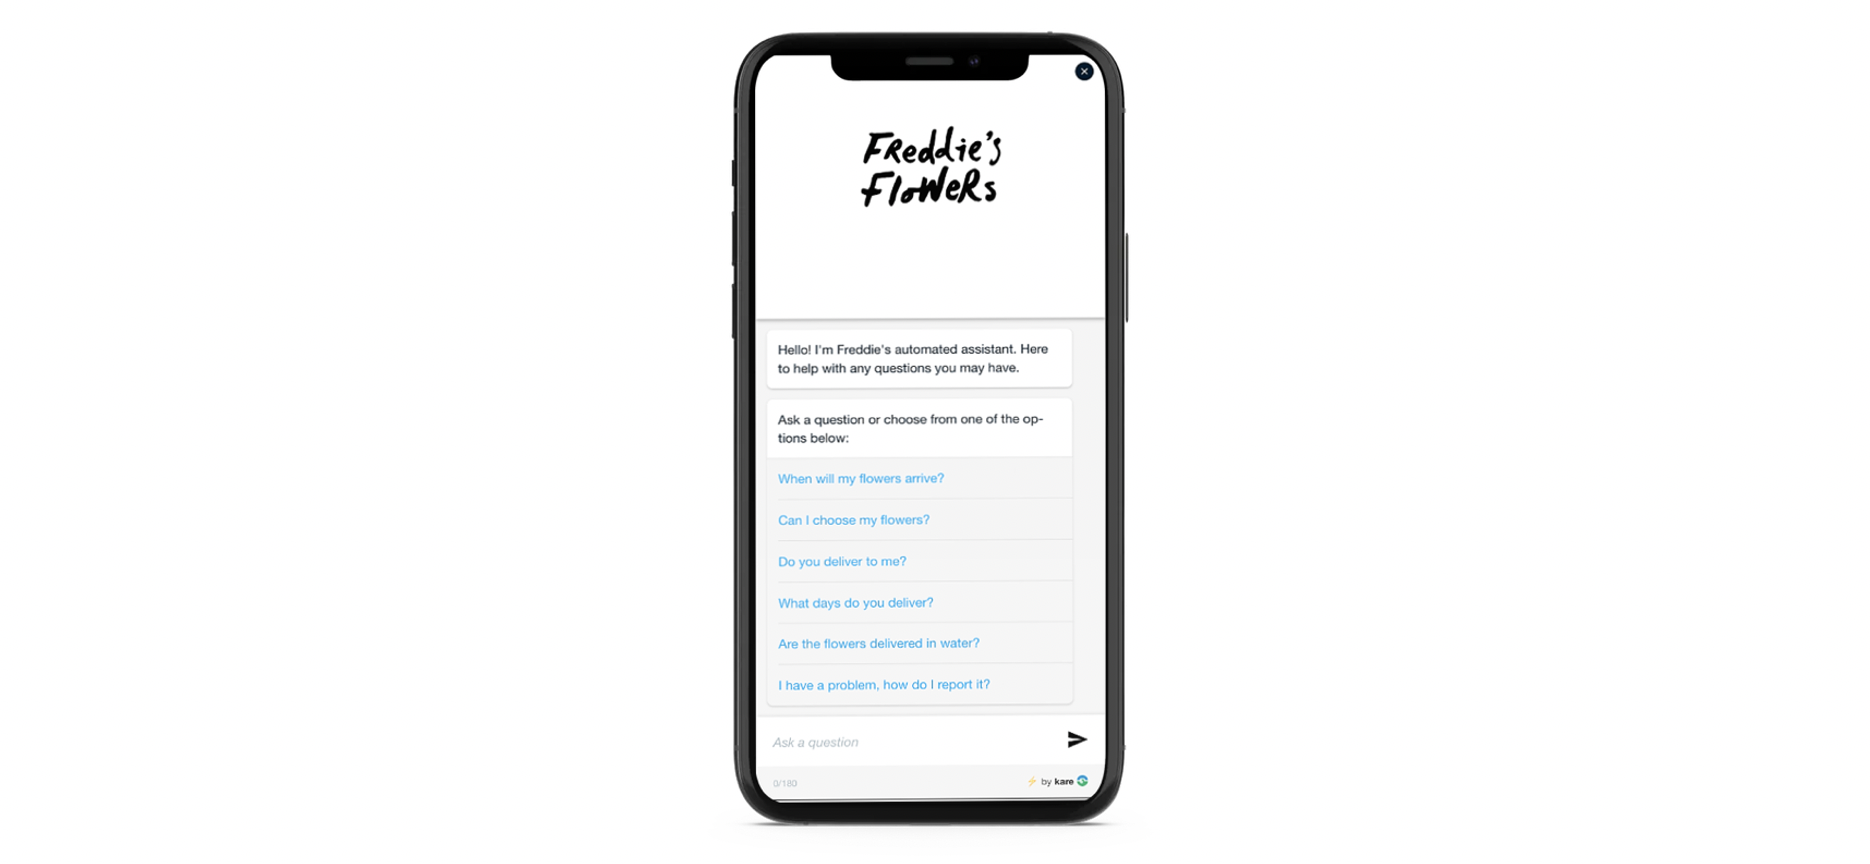 Freddie's
Flowers
Hello! I'm Freddie's automated assistant. Here
to help with any questions you may have.
Ask a question or choose from one of the op-
tions below:
When will my flowers arrive?
Can I choose my flowers?
Do you deliver to me?
What days do you deliver?
Are the flowers delivered in water?
I have a problem, how do I report it?
Ask a question
0/180
⚡ by kare